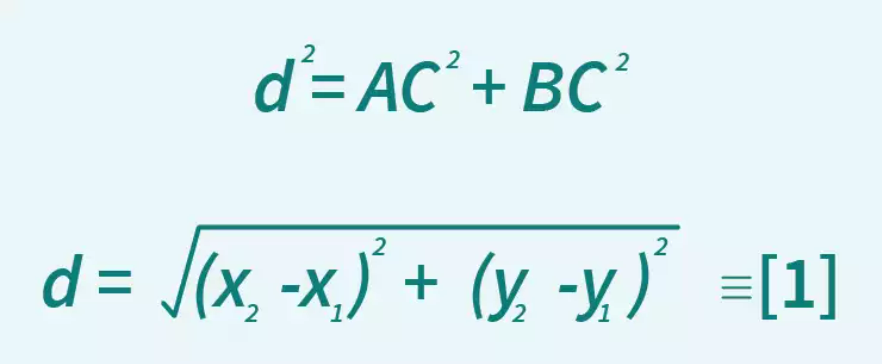 d² = AC² + BC²
d = √(x₂ - x₁)² + (y₂ - y₁)² ≡ [1]